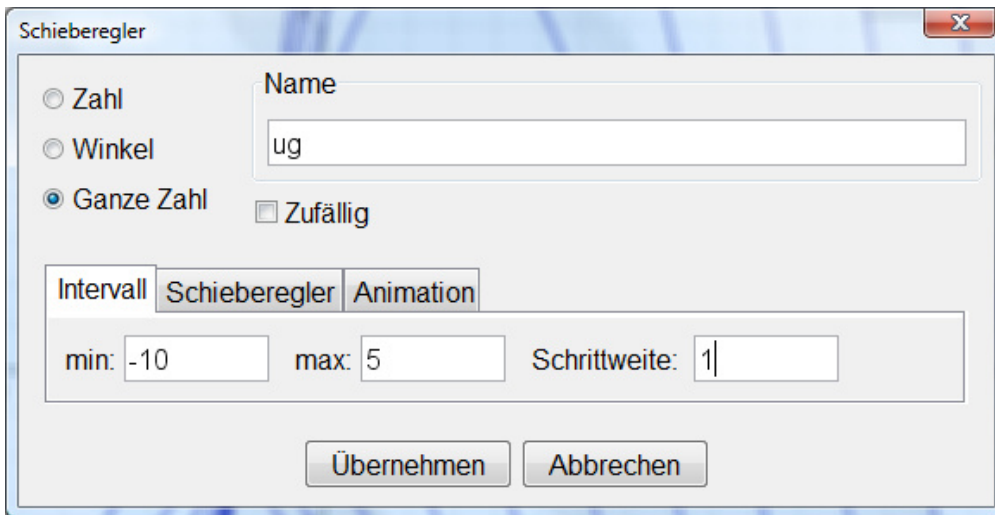 Schieberegler
Zahl
Winkel
Ganze Zahl
Name
ug
Zufällig
Intervall Schieberegler Animation
min: -10 max: 5 Schrittweite: 1
Übernehmen Abbrechen